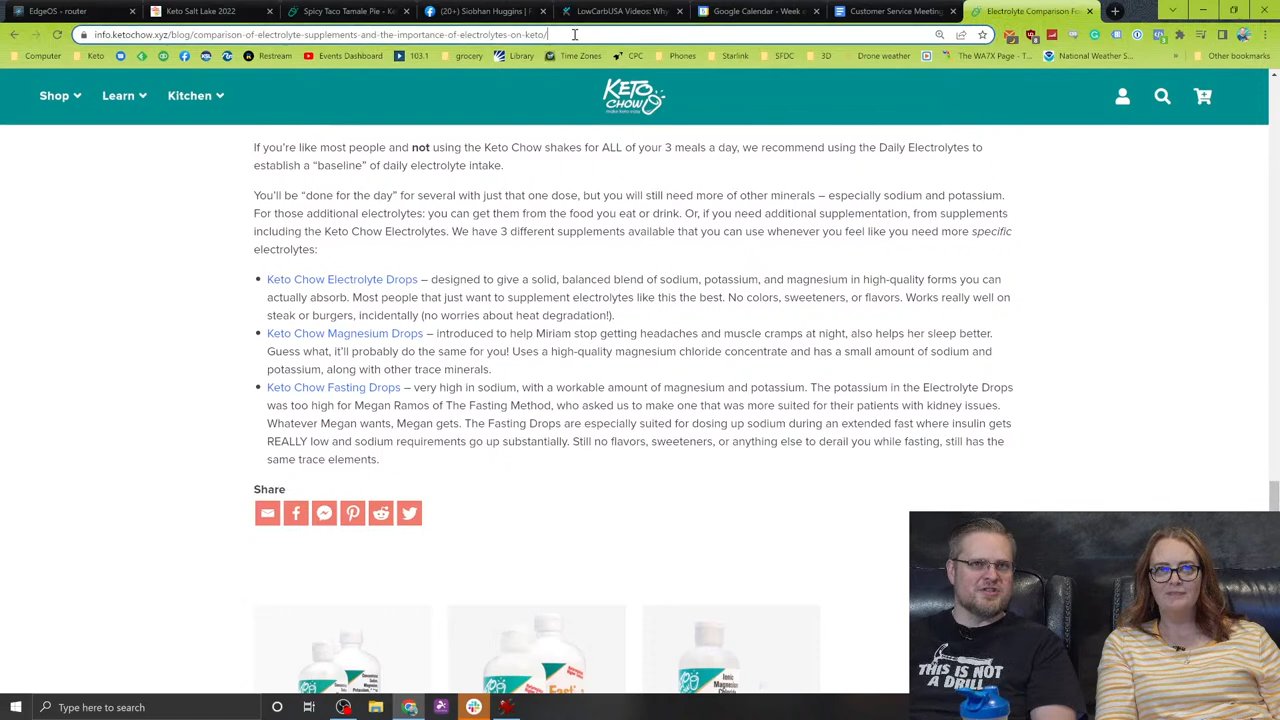 EdgeOS - router
Keto Salt Lake 2022
Spicy Taco Tamale Pie - Ke
(20+) Siobhan Huggins | F
LowCarbUSA Videos: Why
Google Calendar - Week o
Customer Service Meeting
Electyrolyte Comparison Fo
info.ketochow.xyz/blog/comparison-of-electrolyte-supplements-and-the-importance-of-electrolytes-on-keto/
Computer
Keto
Restream
Events Dashboard
103.1
grocery
Library
Time Zones
CPC
Phones
Starlink
SFDC
3D
Drone weather
The WA7X Page - T...
National Weather S...
Other bookmarks
Shop
Learn
Kitchen
KETO
CHOW
make keto easy
If you're like most people and not using the Keto Chow shakes for ALL of your 3 meals a day, we recommend using the Daily Electrolytes to
establish a “baseline” of daily electrolyte intake.
You'll be “done for the day” for several with just that one dose, but you will still need more of other minerals – especially sodium and potassium.
For those additional electrolytes: you can get them from the food you eat or drink. Or, if you need additional supplementation, from supplements
including the Keto Chow Electrolytes. We have 3 different supplements available that you can use whenever you feel like you need more specific
electrolytes:
Keto Chow Electrolyte Drops – designed to give a solid, balanced blend of sodium, potassium, and magnesium in high-quality forms you can
actually absorb. Most people that just want to supplement electrolytes like this the best. No colors, sweeteners, or flavors. Works really well on
steak or burgers, incidentally (no worries about heat degradation!).
Keto Chow Magnesium Drops – introduced to help Miriam stop getting headaches and muscle cramps at night, also helps her sleep better.
Guess what, it'll probably do the same for you! Uses a high-quality magnesium chloride concentrate and has a small amount of sodium and
potassium, along with other trace minerals.
Keto Chow Fasting Drops – very high in sodium, with a workable amount of magnesium and potassium. The potassium in the Electrolyte Drops
was too high for Megan Ramos of The Fasting Method, who asked us to make one that was more suited for their patients with kidney issues.
Whatever Megan wants, Megan gets. The Fasting Drops are especially suited for dosing up sodium during an extended fast where insulin gets
REALLY low and sodium requirements go up substantially. Still no flavors, sweeteners, or anything else to derail you while fasting, still has the
same trace elements.
Share
THIS IS NOT
A DRILL
Type here to search